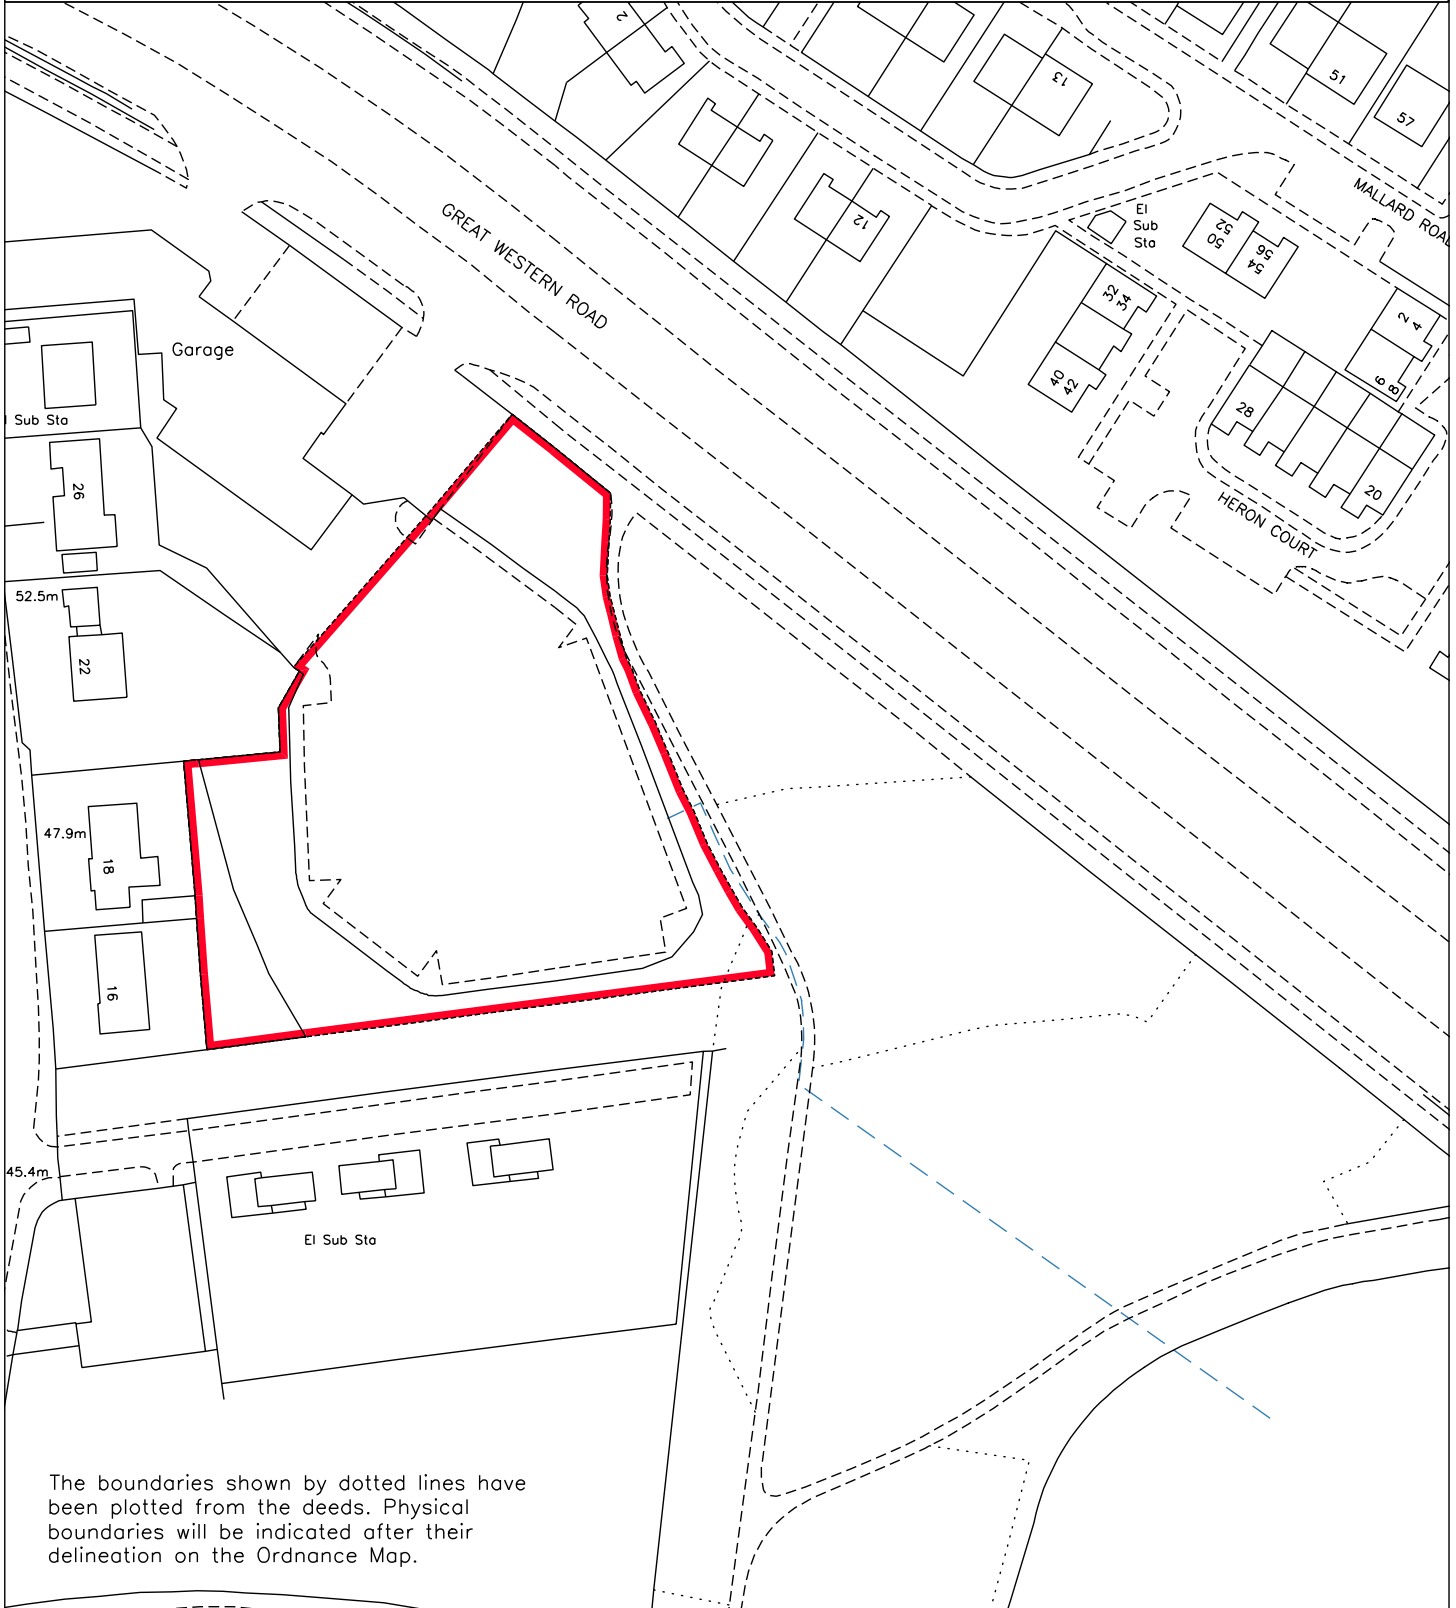 2
13
51
57
MALLARD ROAD
12
El
Sub
Sta
52
50
56
54
GREAT WESTERN ROAD
32
34
2
4
Garage
40
42
6
8
28
l Sub Sta
26
20
HERON COURT
52.5m
22
47.9m
18
16
45.4m
El Sub Sta
The boundaries shown by dotted lines have
been plotted from the deeds. Physical
boundaries will be indicated after their
delineation on the Ordnance Map.